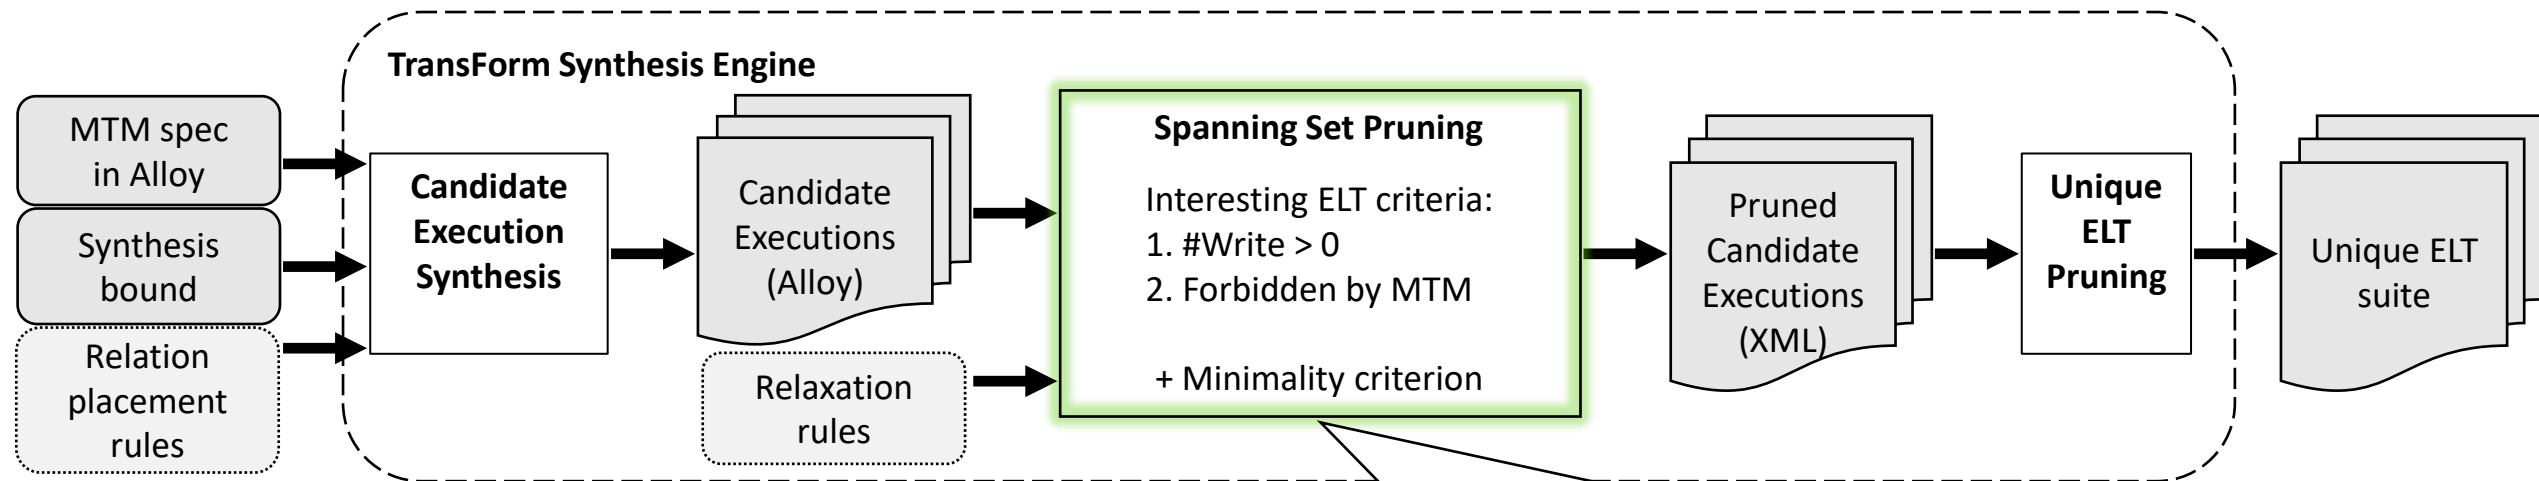 TransForm Synthesis Engine
MTM spec
in Alloy
Synthesis
bound
Relation
placement
rules
Candidate
Execution
Synthesis
Candidate
Executions
(Alloy)
Relaxation
rules
Spanning Set Pruning
Interesting ELT criteria:
1. #Write > 0
2. Forbidden by MTM
+ Minimality criterion
Pruned
Candidate
Executions
(XML)
Unique
ELT
Pruning
Unique ELT
suite